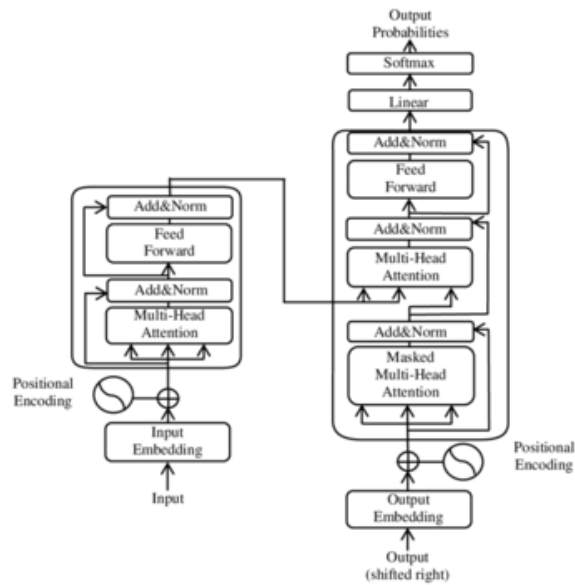 Output
Probabilities
Softmax
Linear
Add&Norm
Feed
Forward
Add&Norm
Multi-Head
Attention
Add&Norm
Masked
Multi-Head
Attention
Positional
Encoding
Output
Embedding
Output
(shifted right)
Add&Norm
Feed
Forward
Add&Norm
Multi-Head
Attention
Positional
Encoding
Input
Embedding
Input